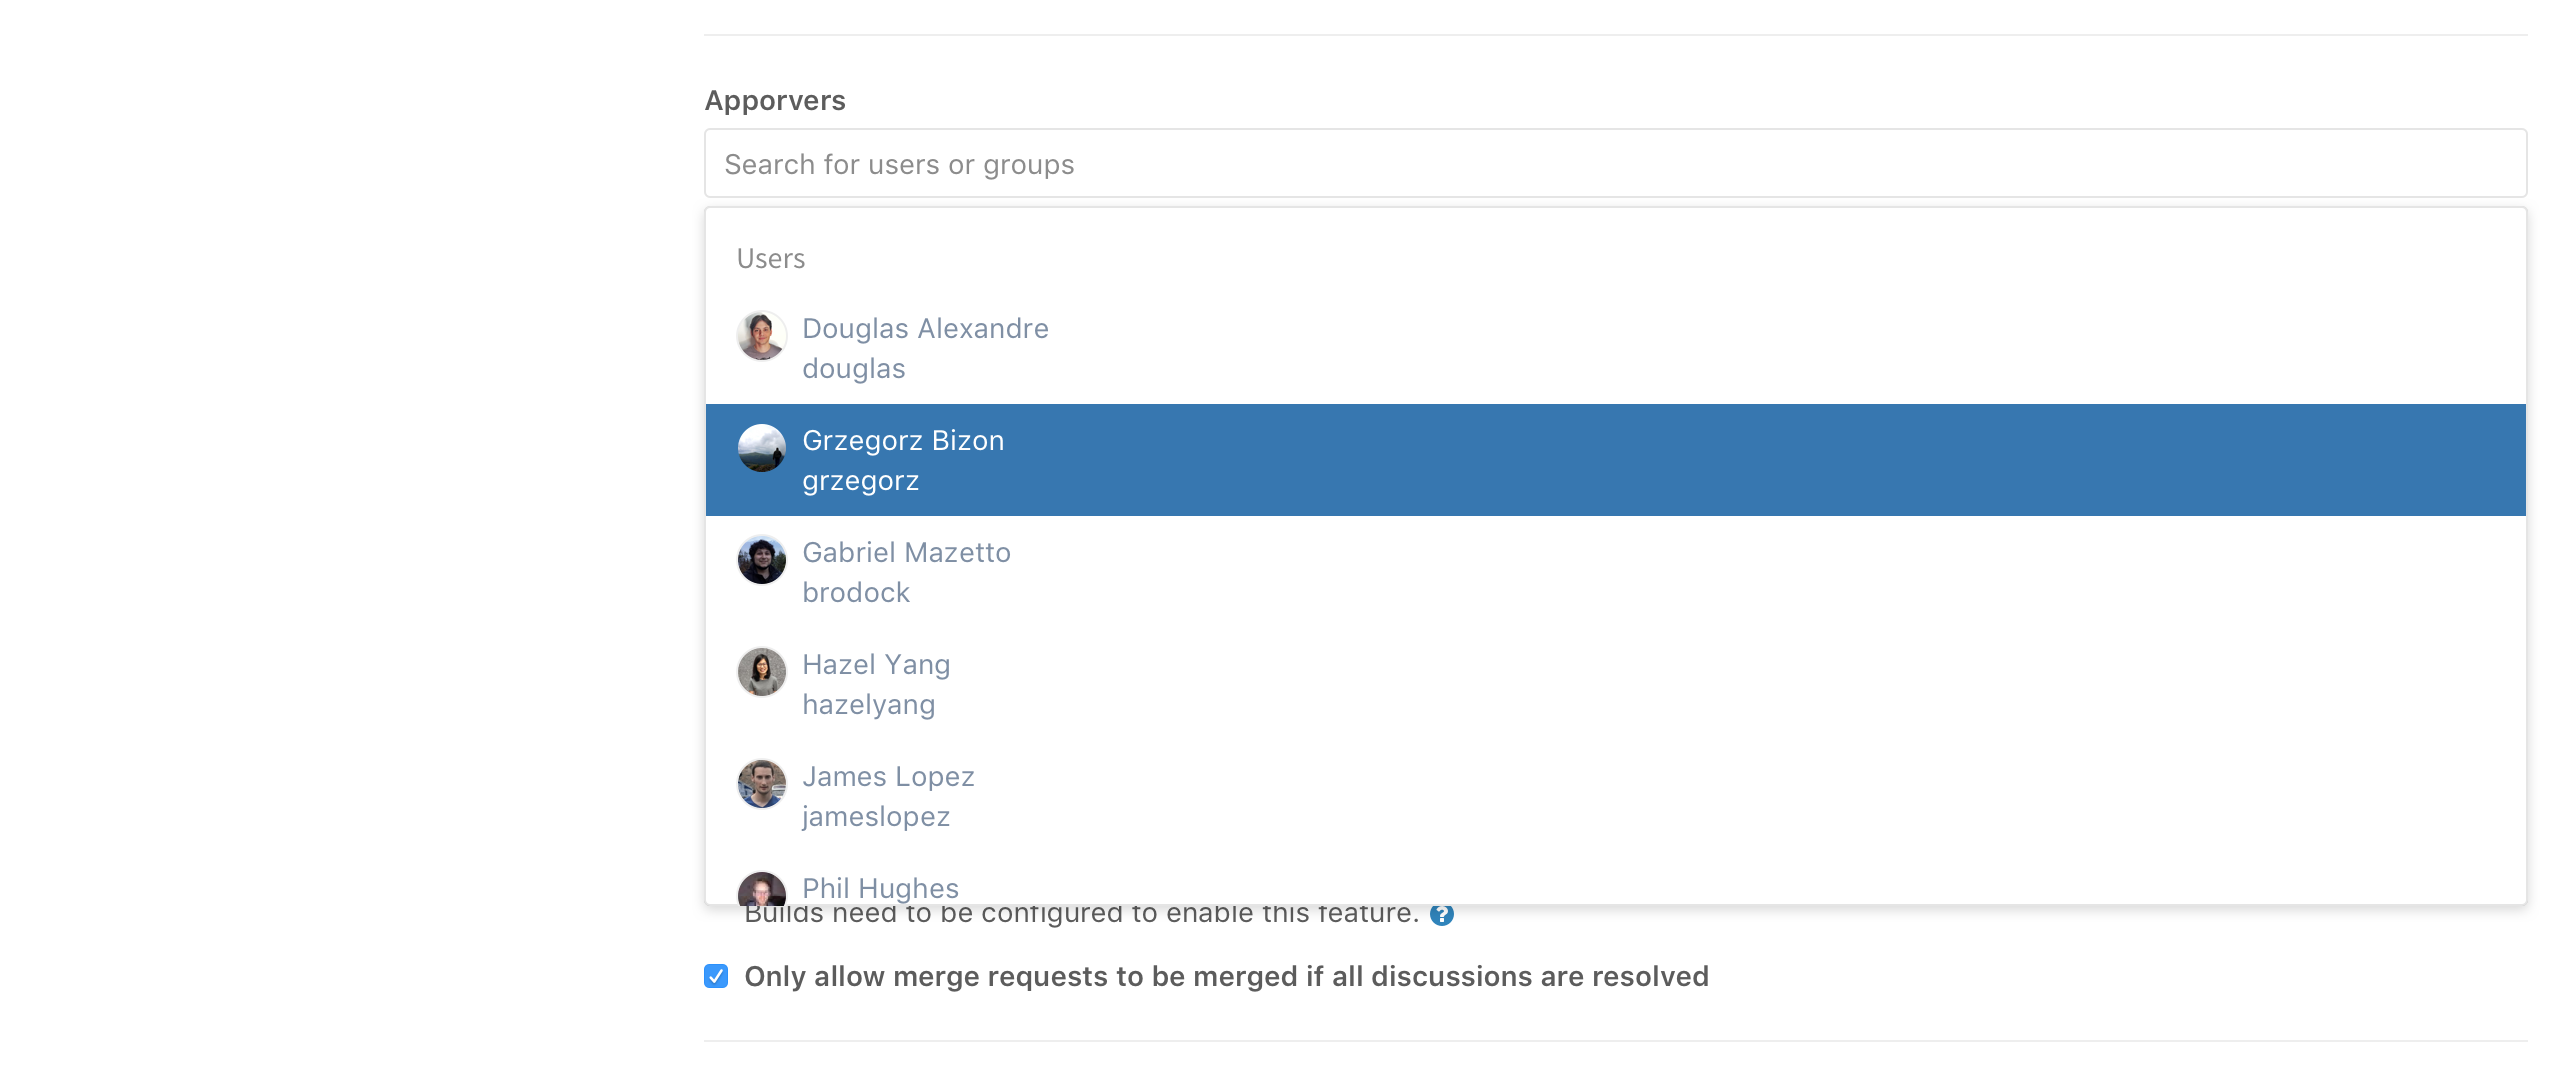 Apporvers
Search for users or groups
Users
Douglas Alexandre
douglas
Grzegorz Bizon
grzegorz
Gabriel Mazetto
brodock
Hazel Yang
hazelyang
James Lopez
jameslopez
Phil Hughes
Builds need to be configured to enable this feature. ?
Only allow merge requests to be merged if all discussions are resolved